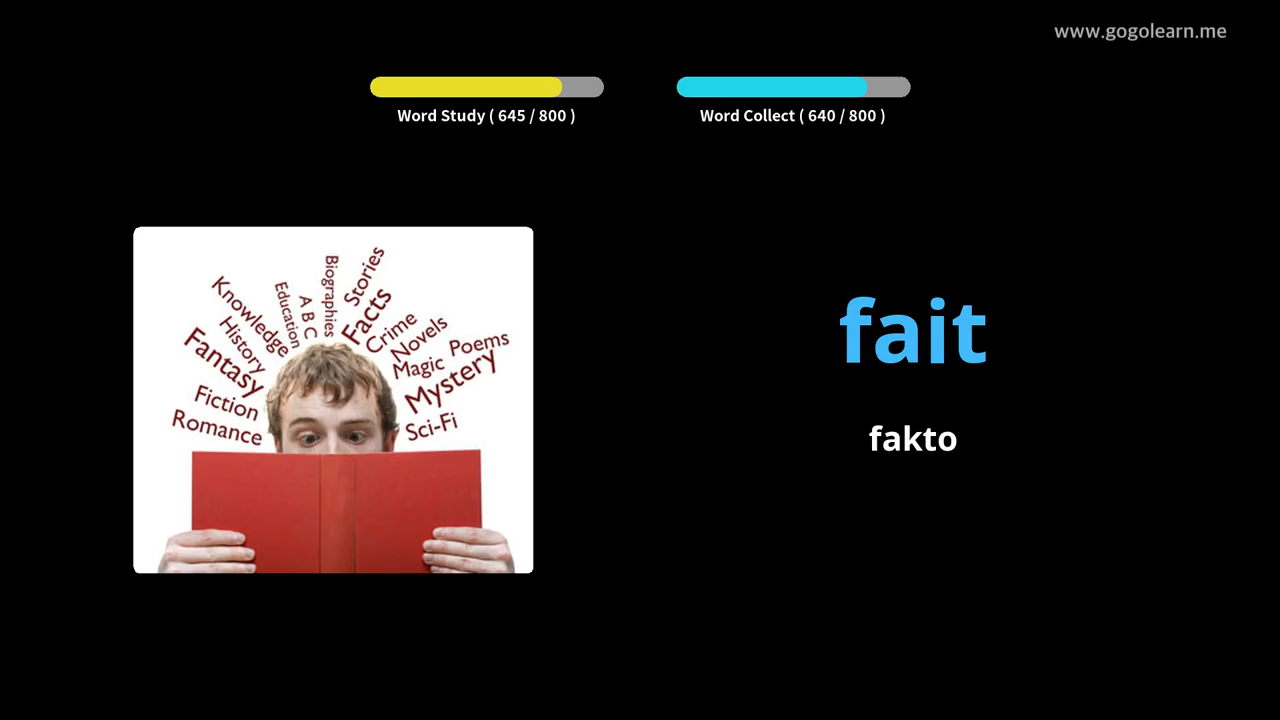 www.gogolearn.me
Word Study ( 645 / 800 )
Word Collect ( 640 / 800 )
Knowledge
Education
A B C
Biographies
Stories
Facts
Crime
Novels
Poems
Magic
Mystery
Sci-Fi
History
Fantasy
Fiction
Romance
fait
fakto